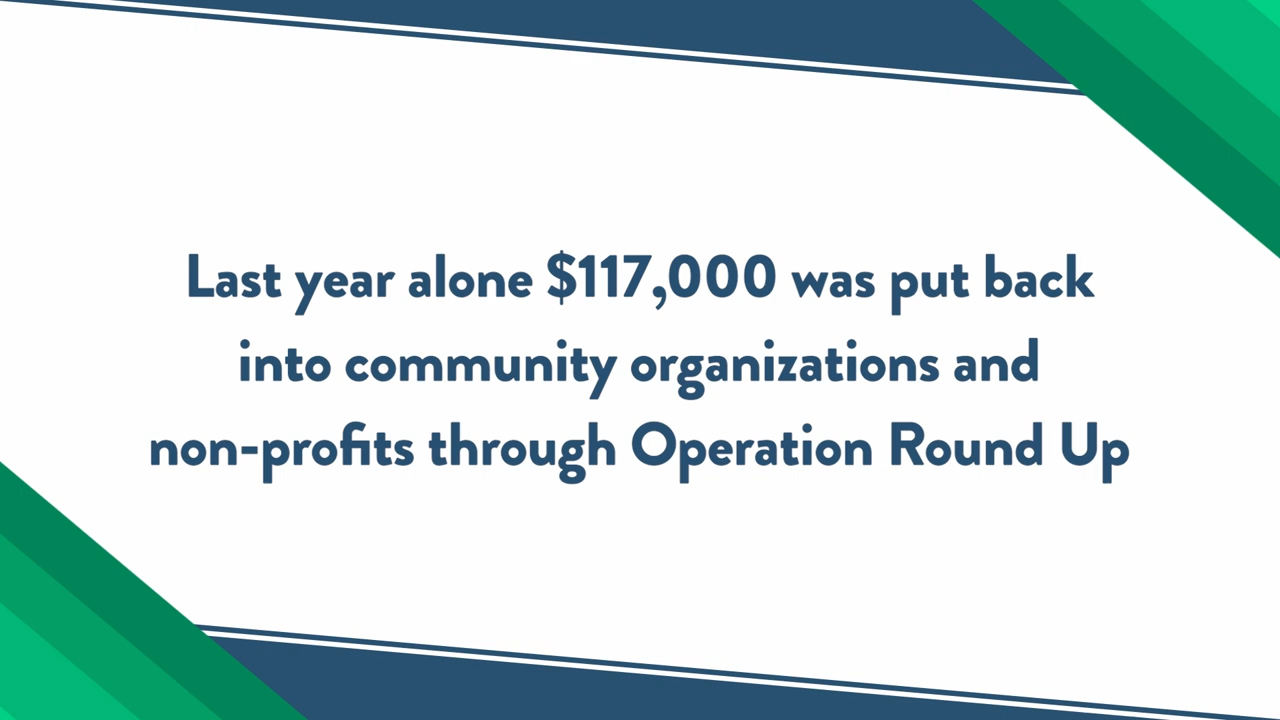 Last year alone $117,000 was put back
into community organizations and
non-profits through Operation Round Up